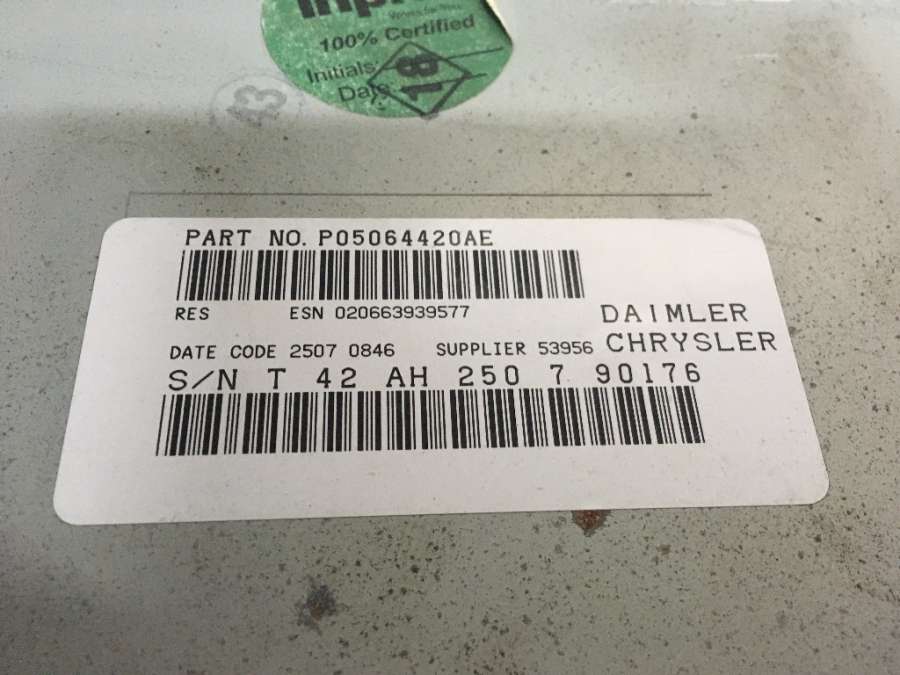 100% Certified
Initials:
Date
18
43
PART NO. P05064420AE
RES ESN 020663939577
DAIMLER
CHRYSLER
DATE CODE 2507 0846 SUPPLIER 53956
S/N T 42 AH 250 7 90176